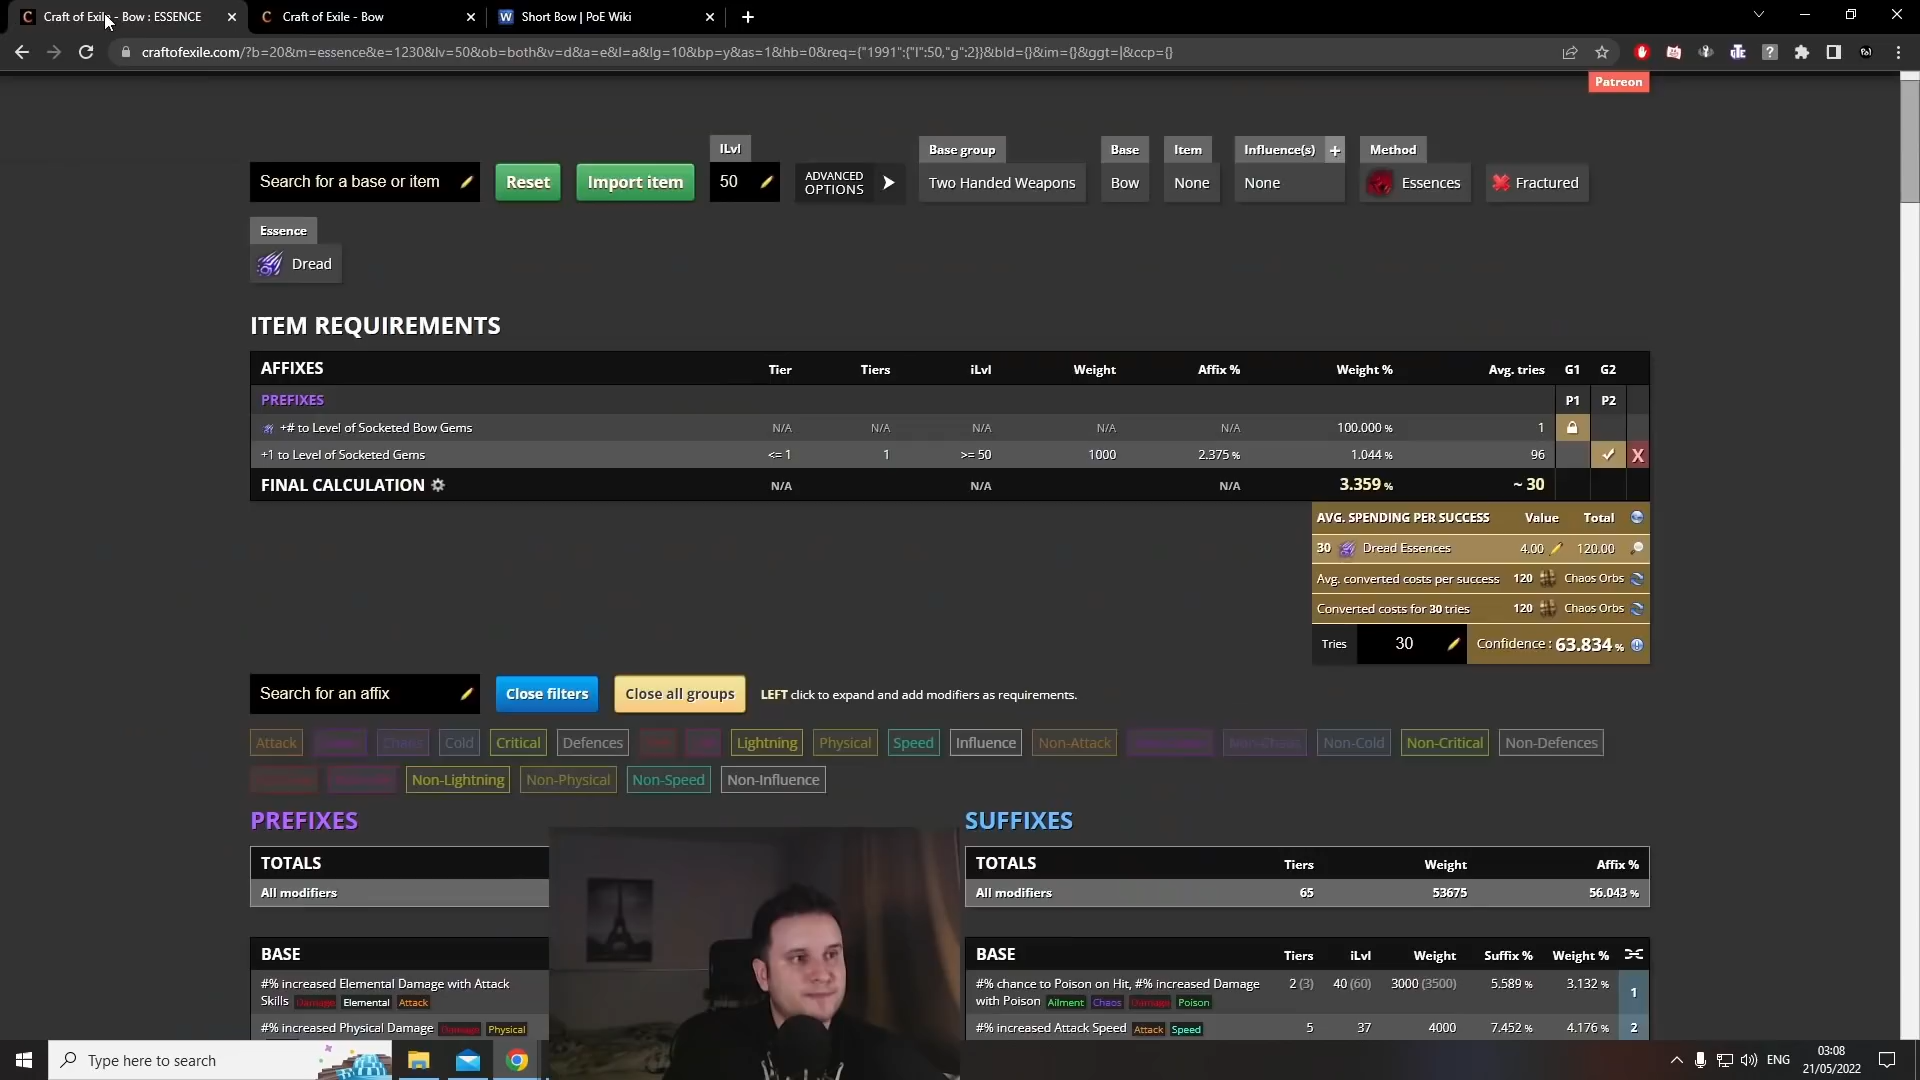 Craft of Exile - Bow : ESSENCE
Craft of Exile - Bow
Short Bow | PoE Wiki
craftofexile.com/?b=20&m=essence&e=1230&lv=50&ob=both&v=d&a=e&l=a&lg=10&bp=y&as=1&hb=0&req={"1991":{"l":50,"g":2}}&bld={}&im={}&ggt=|&ccp={}
Patreon
ILvl
Base group
Base
Item
Influence(s) +
Method
Search for a base or item
Reset
Import item
50
ADVANCED OPTIONS
Two Handed Weapons
Bow
None
None
Essences
Fractured
Essence
Dread
ITEM REQUIREMENTS
AFFIXES Tier Tiers iLvl Weight Affix % Weight % Avg. tries G1 G2
PREFIXES P1 P2
+# to Level of Socketed Bow Gems N/A N/A N/A N/A N/A 100.000 % 1
+1 to Level of Socketed Gems <= 1 1 >= 50 1000 2.375 % 1.044 % 96 X
FINAL CALCULATION N/A N/A N/A 3.359 % ~ 30
AVG. SPENDING PER SUCCESS Value Total
30 Dread Essences 4.00 120.00
Avg. converted costs per success 120 Chaos Orbs
Converted costs for 30 tries 120 Chaos Orbs
Tries 30 Confidence : 63.834 %
Search for an affix
Close filters
Close all groups
LEFT click to expand and add modifiers as requirements.
Attack Chaos Cold Critical Defences Lightning Physical Speed Influence Non-Attack Non-Chaos Non-Cold Non-Critical Non-Defences
Non-Lightning Non-Physical Non-Speed Non-Influence
PREFIXES
SUFFIXES
TOTALS
TOTALS Tiers Weight Affix %
All modifiers
All modifiers 65 53675 56.043 %
BASE
BASE Tiers iLvl Weight Suffix % Weight %
#% increased Elemental Damage with Attack
Skills Damage Elemental Attack
#% chance to Poison on Hit, #% increased Damage 2 (3) 40 (60) 3000 (3500) 5.589 % 3.132 % 1
with Poison Ailment Chaos Damage Poison
#% increased Physical Damage Damage Physical
#% increased Attack Speed Attack Speed 5 37 4000 7.452 % 4.176 % 2
Type here to search
ENG
03:08
21/05/2022